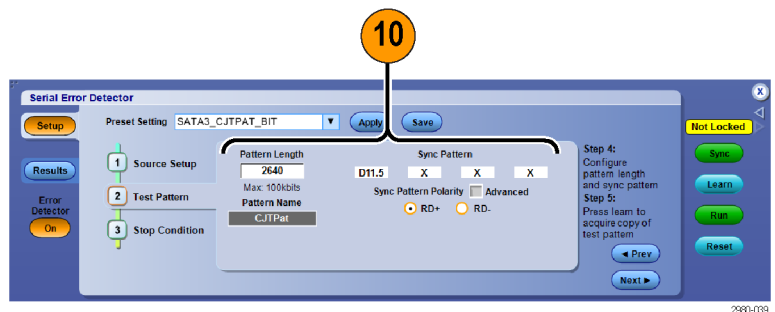 10
Serial Error Detector
X
Setup
Preset Setting SATA3_CJTPAT_BIT Apply Save
Not Locked
Results
Error
Detector
On
1 Source Setup
2 Test Pattern
3 Stop Condition
Pattern Length
2640
Max: 100kbits
Pattern Name
CJTPat
Sync Pattern
D11.5 X X X
Sync Pattern Polarity Advanced
RD+ RD-
Step 4:
Configure
pattern length
and sync pattern
Step 5:
Press learn to
acquire copy of
test pattern
Prev
Next
Sync
Learn
Run
Reset
2980-039